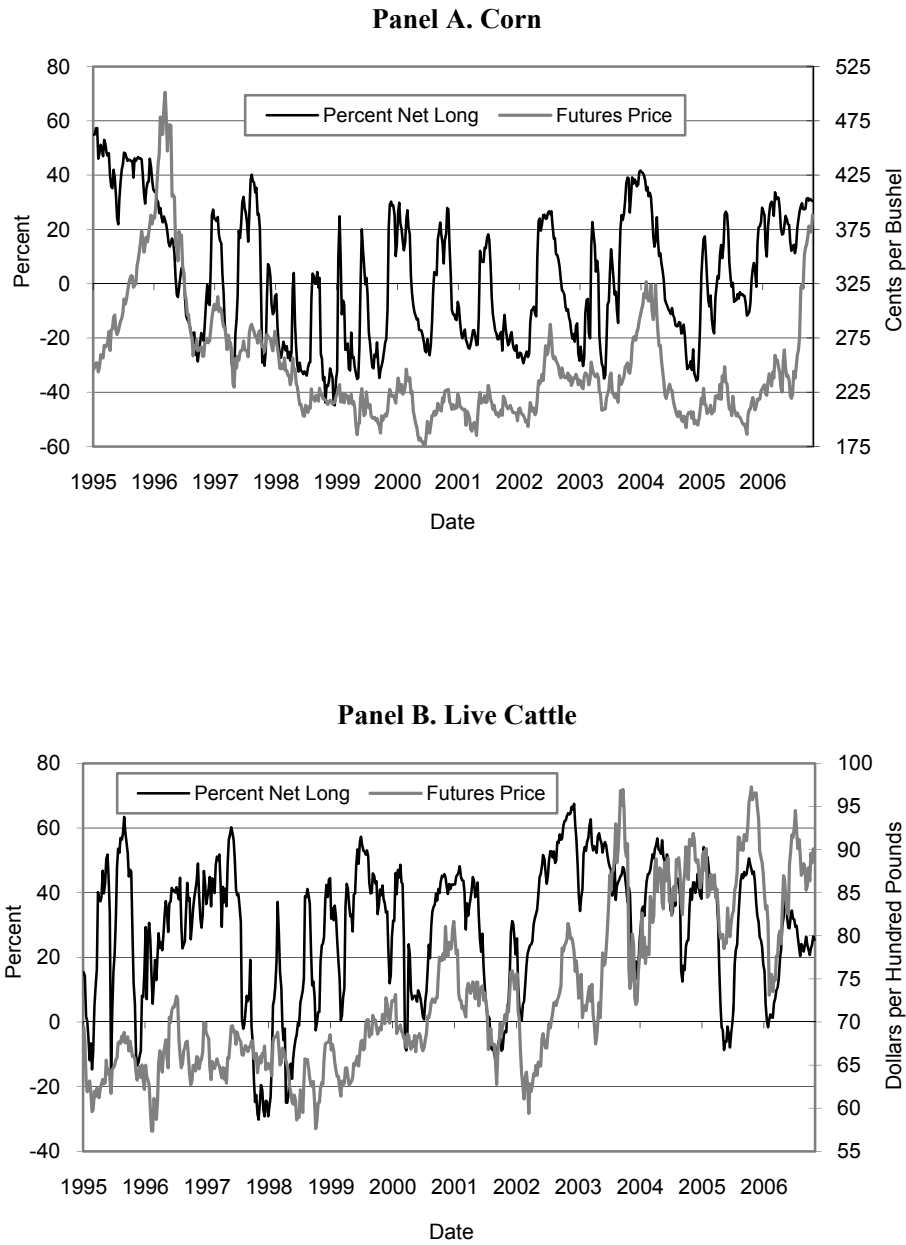 Panel A. Corn
80
60
40
20
0
-20
-40
-60
Percent
Percent Net Long
Futures Price
525
475
425
375
325
275
225
175
Cents per Bushel
1995 1996 1997 1998 1999 2000 2001 2002 2003 2004 2005 2006
Date
Panel B. Live Cattle
80
60
40
20
0
-20
-40
Percent
Percent Net Long
Futures Price
100
95
90
85
80
75
70
65
60
55
Dollars per Hundred Pounds
1995 1996 1997 1998 1999 2000 2001 2002 2003 2004 2005 2006
Date